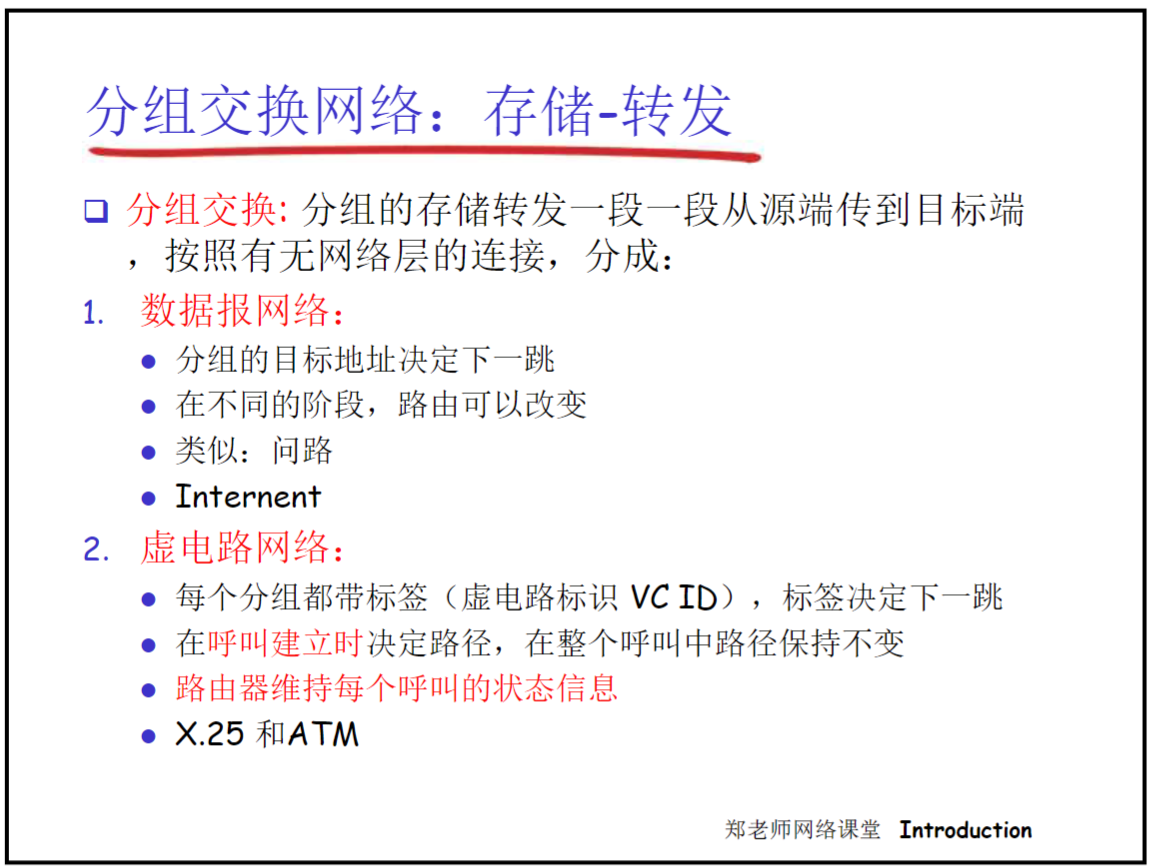 分组交换网络：存储-转发
分组交换: 分组的存储转发一段一段从源端传到目标端
，按照有无网络层的连接，分成：
1. 数据报网络：
分组的目标地址决定下一跳
在不同的阶段，路由可以改变
类似：问路
Internent
2. 虚电路网络：
每个分组都带标签（虚电路标识 VC ID），标签决定下一跳
在呼叫建立时决定路径，在整个呼叫中路径保持不变
路由器维持每个呼叫的状态信息
X.25 和ATM
郑老师网络课堂 Introduction